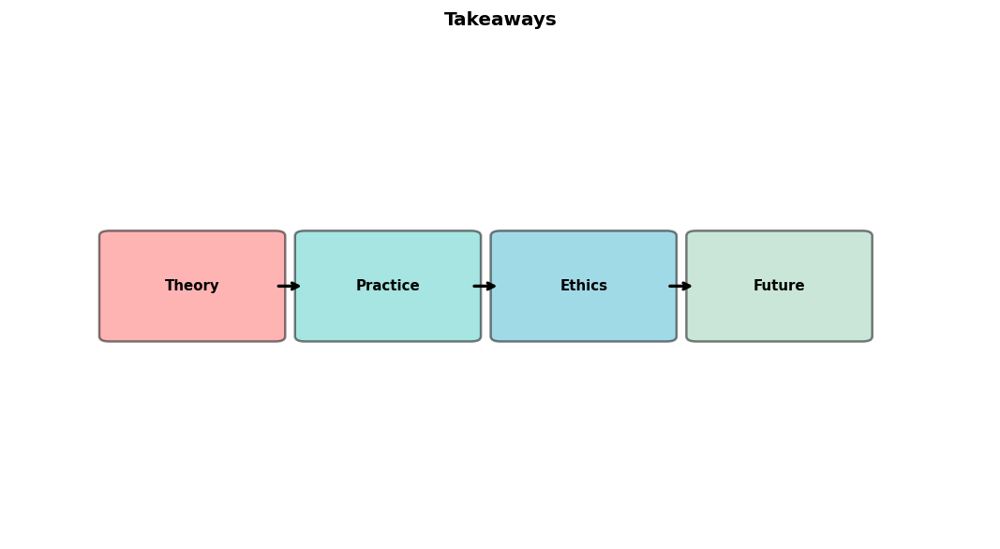 Takeaways
Theory
Practice
Ethics
Future